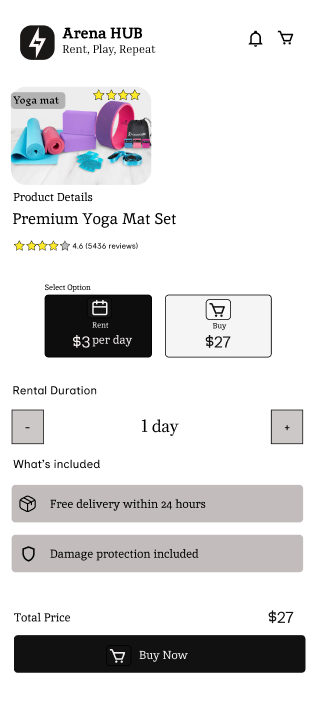 Arena HUB
Rent, Play, Repeat
Yoga mat
Product Details
Premium Yoga Mat Set
4.6 (5436 reviews)
Select Option
Rent
$3 per day
Buy
$27
Rental Duration
- 1 day +
What's included
Free delivery within 24 hours
Damage protection included
Total Price $27
Buy Now